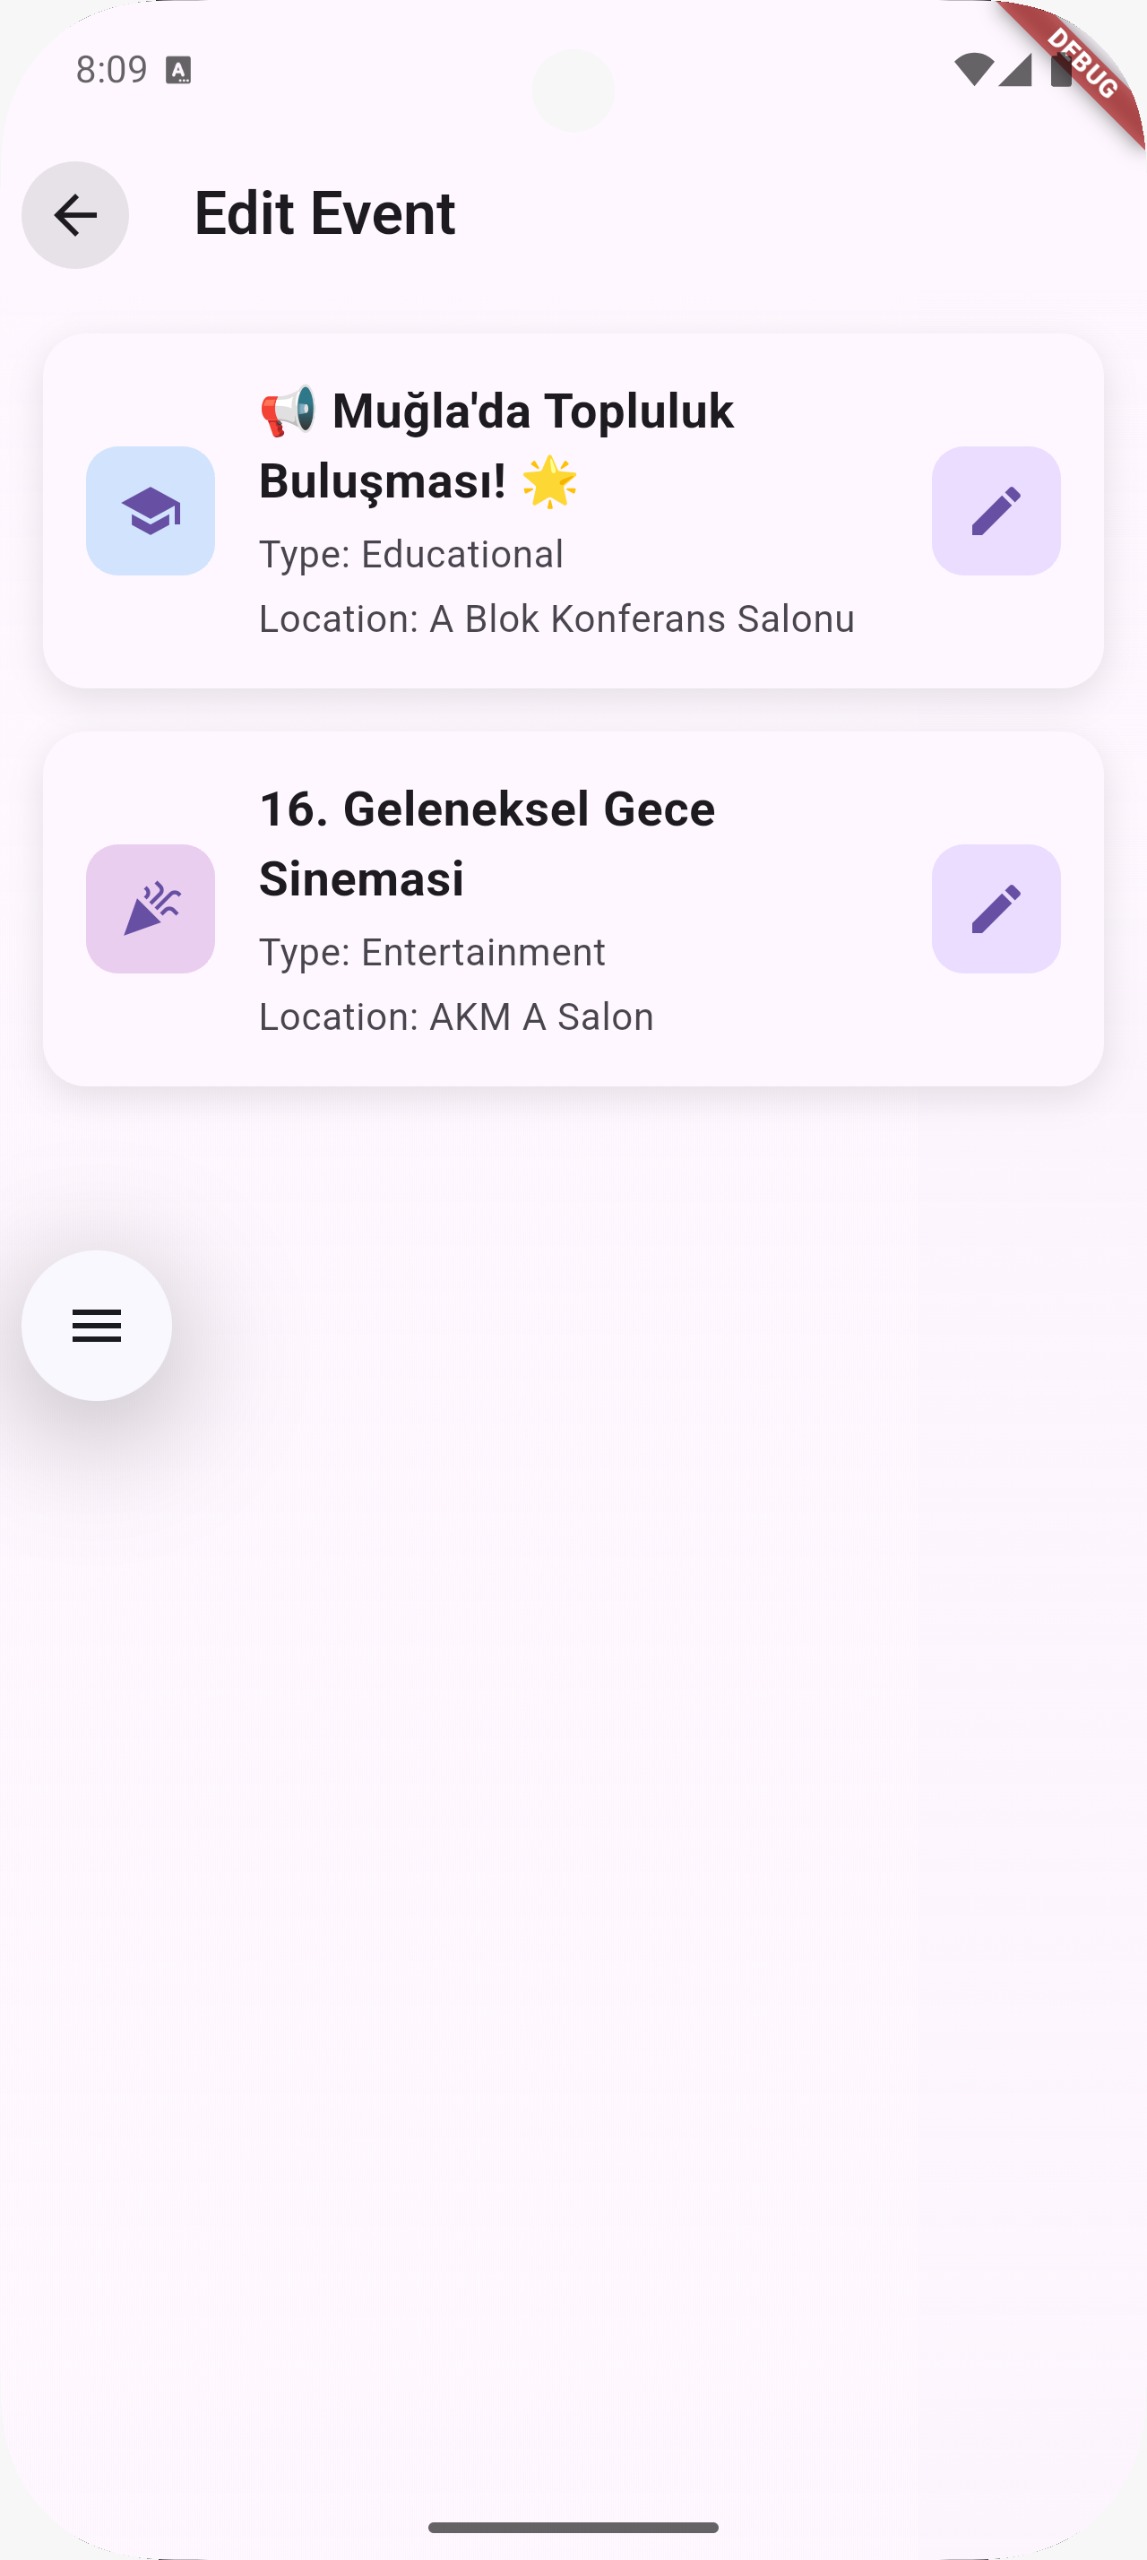 8:09
DEBUG
Edit Event
📢 Muğla'da Topluluk
Buluşması! 🌟
Type: Educational
Location: A Blok Konferans Salonu
16. Geleneksel Gece
Sinemasi
Type: Entertainment
Location: AKM A Salon